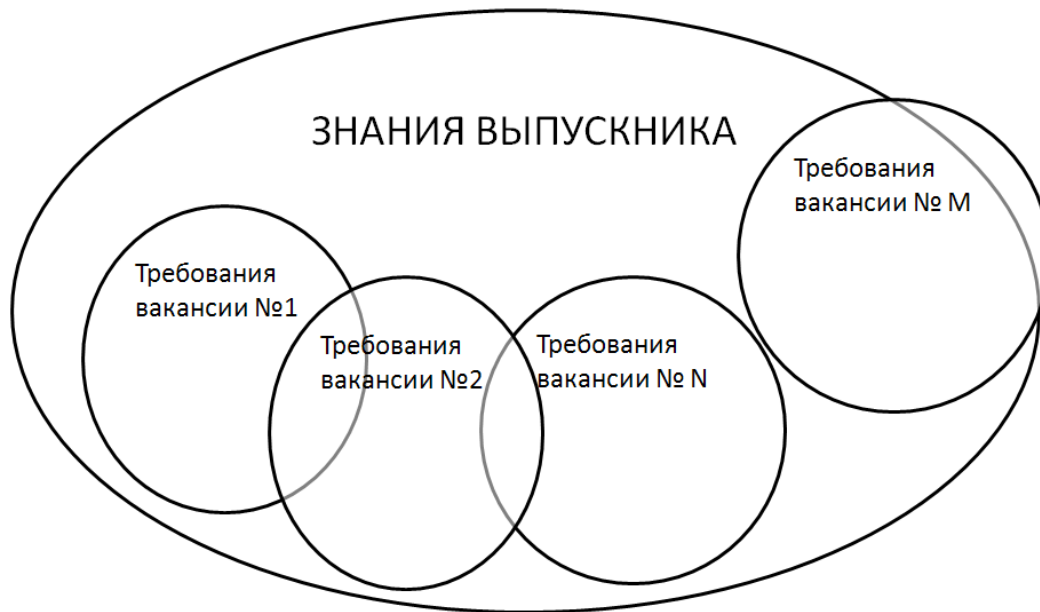 ЗНАНИЯ ВЫПУСКНИКА
Требования
вакансии № М
Требования
вакансии №1
Требования
вакансии №2
Требования
вакансии № N